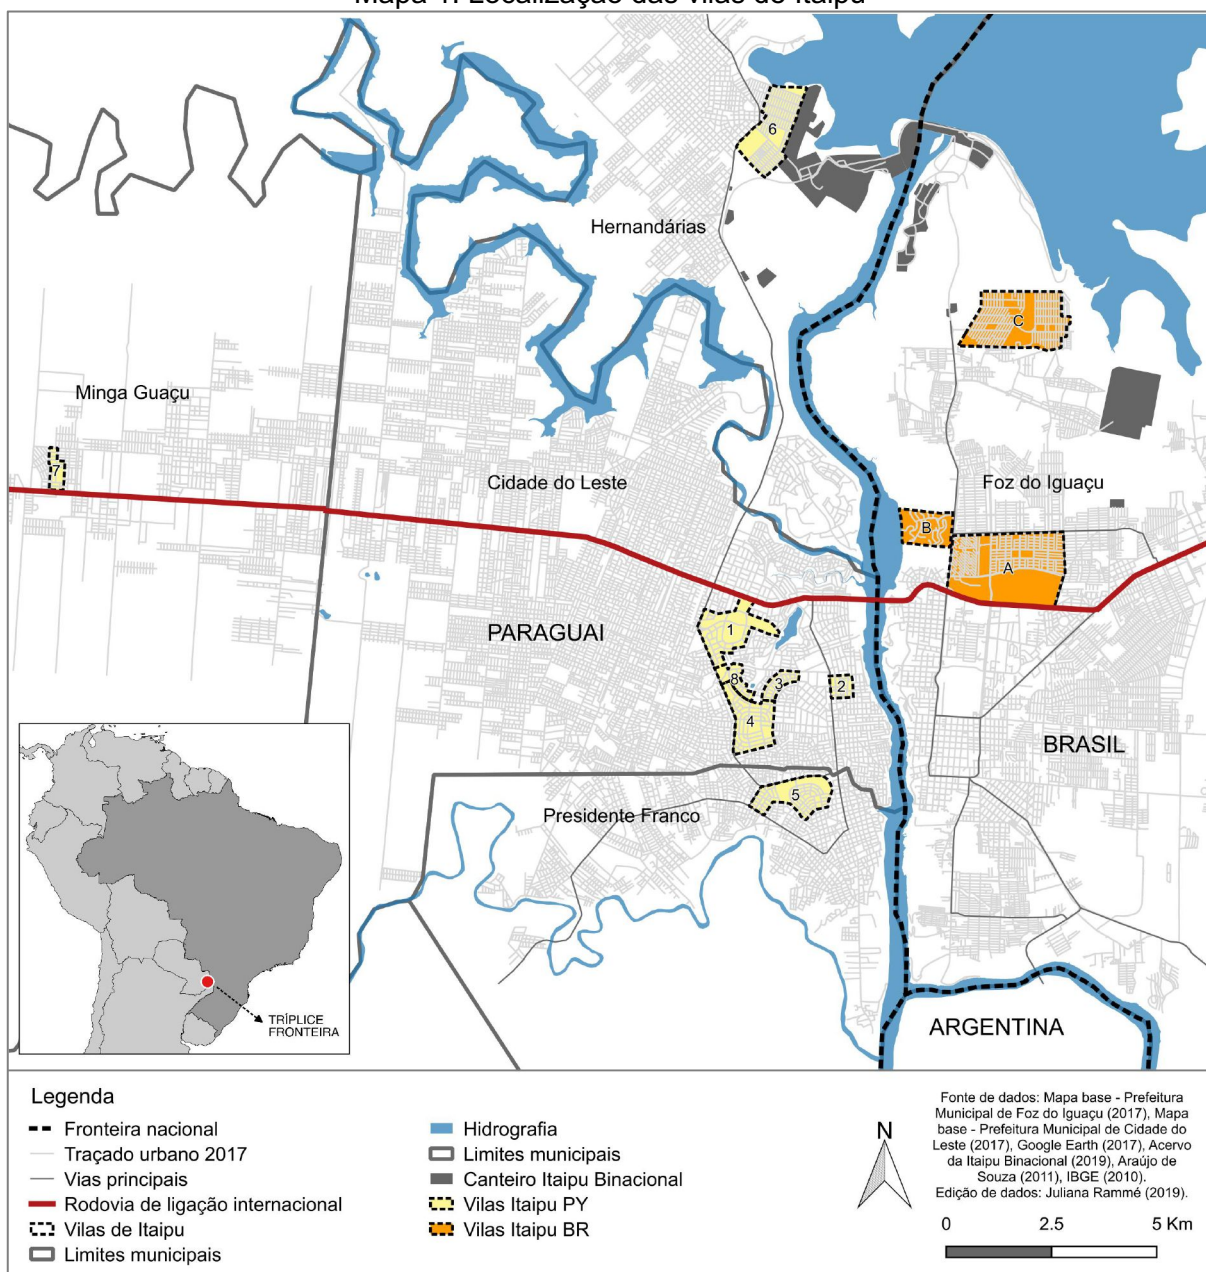 Mapa 1: Localização das vilas de Itaipu
6
Hernandárias
C
Minga Guaçu
7
Cidade do Leste
Foz do Iguaçu
B
A
PARAGUAI
1
8
3
2
4
BRASIL
5
Presidente Franco
TRÍPLICE
FRONTEIRA
ARGENTINA
Legenda
Fronteira nacional
Traçado urbano 2017
Vias principais
Rodovia de ligação internacional
Vilas de Itaipu
Limites municipais
Hidrografia
Limites municipais
Canteiro Itaipu Binacional
Vilas Itaipu PY
Vilas Itaipu BR
N
Fonte de dados: Mapa base - Prefeitura
Municipal de Foz do Iguaçu (2017), Mapa
base - Prefeitura Municipal de Cidade do
Leste (2017), Google Earth (2017), Acervo
da Itaipu Binacional (2019), Araújo de
Souza (2011), IBGE (2010).
Edição de dados: Juliana Rammé (2019).
0 2.5 5 Km